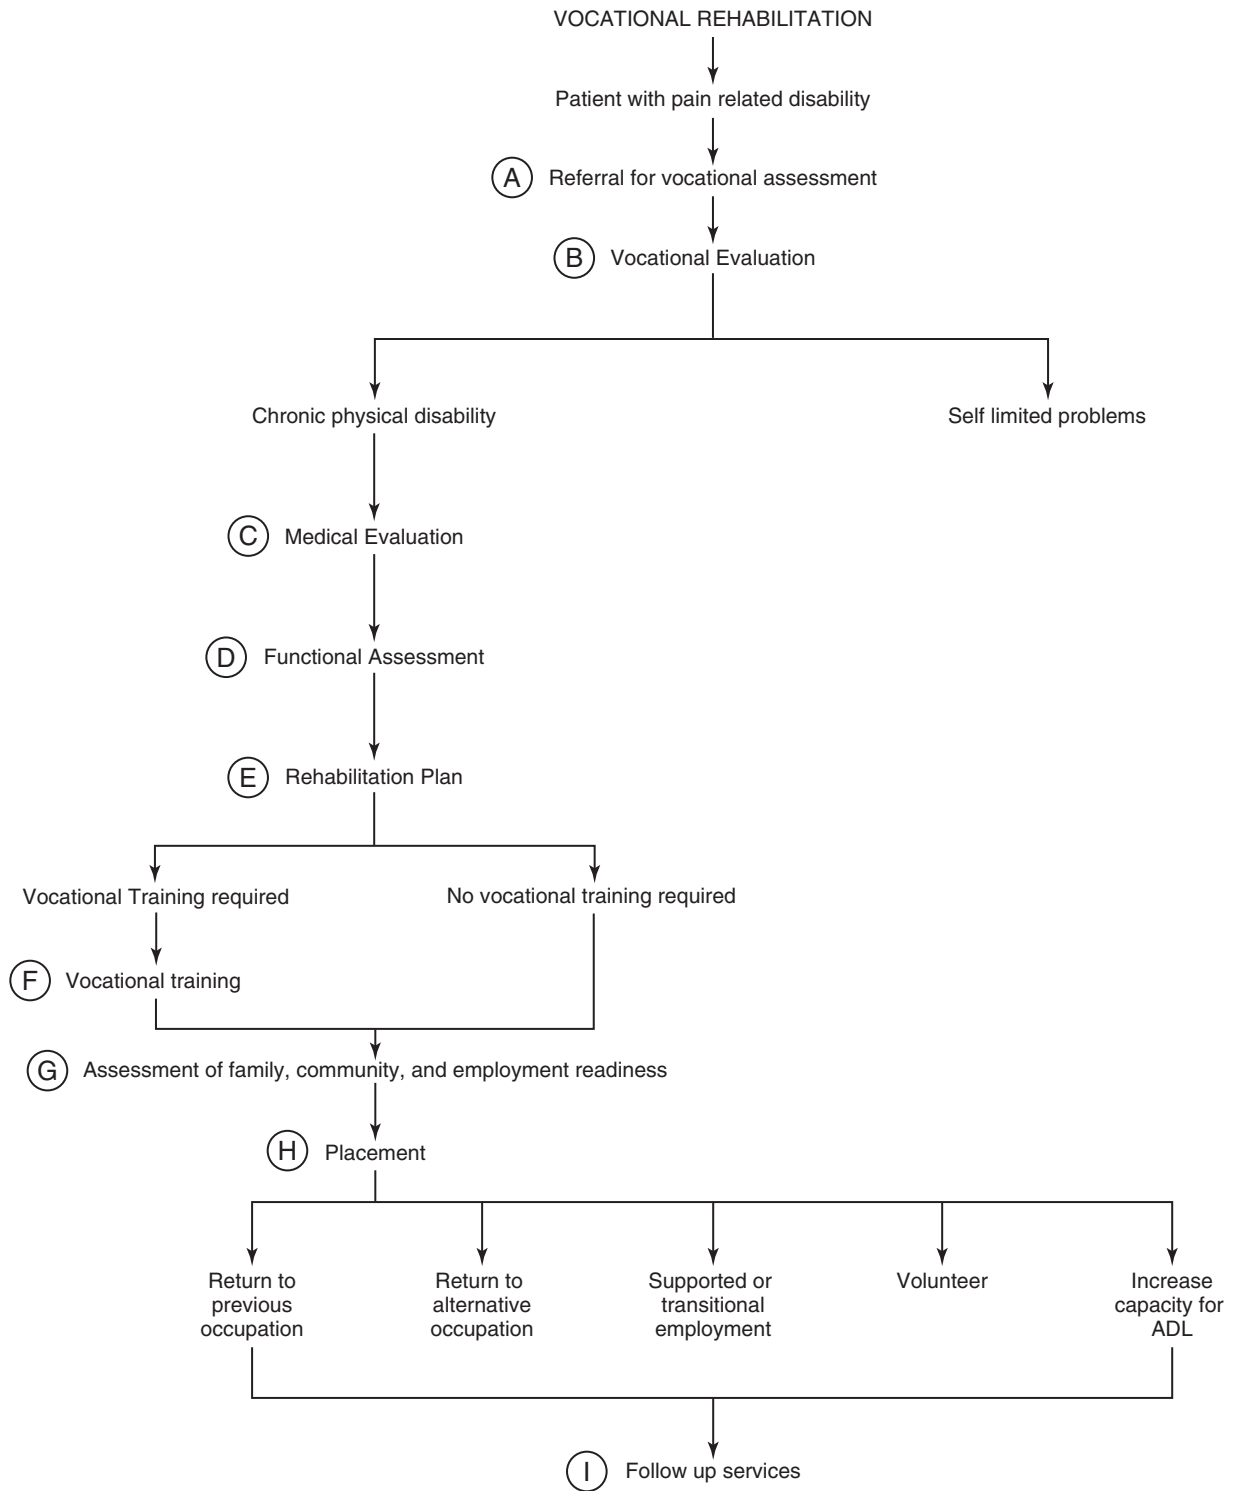 VOCATIONAL REHABILITATION
Patient with pain related disability
A Referral for vocational assessment
B Vocational Evaluation
Chronic physical disability
Self limited problems
C Medical Evaluation
D Functional Assessment
E Rehabilitation Plan
Vocational Training required
No vocational training required
F Vocational training
G Assessment of family, community, and employment readiness
H Placement
Return to
previous
occupation
Return to
alternative
occupation
Supported or
transitional
employment
Volunteer
Increase
capacity for
ADL
I Follow up services